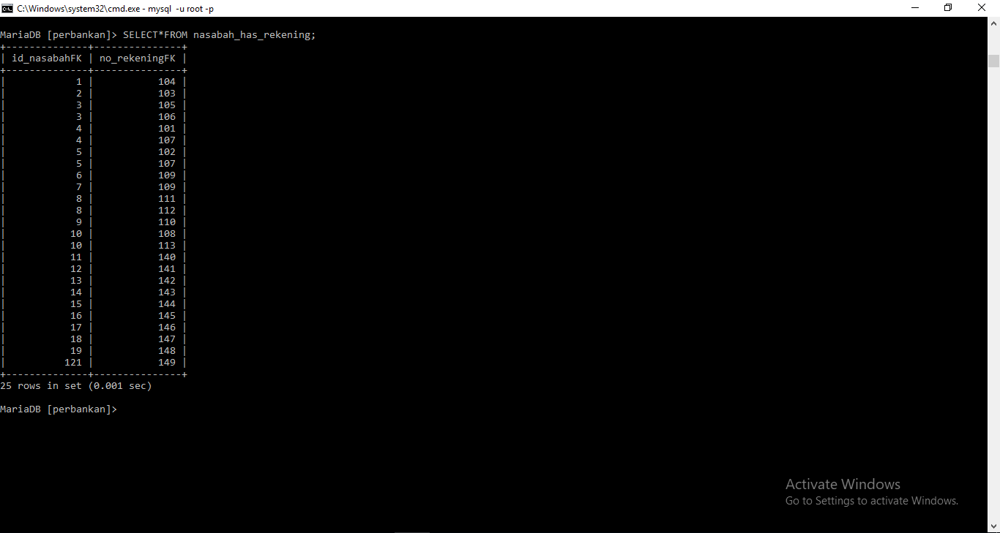 C:\Windows\system32\cmd.exe - mysql  -u root -p
MariaDB [perbankan]> SELECT*FROM nasabah_has_rekening;
+--------------+---------------+
| id_nasabahFK | no_rekeningFK |
+--------------+---------------+
|            1 |           104 |
|            2 |           103 |
|            3 |           105 |
|            3 |           106 |
|            4 |           101 |
|            4 |           107 |
|            5 |           102 |
|            5 |           107 |
|            6 |           109 |
|            7 |           109 |
|            8 |           111 |
|            8 |           112 |
|            9 |           110 |
|           10 |           108 |
|           10 |           113 |
|           11 |           140 |
|           12 |           141 |
|           13 |           142 |
|           14 |           143 |
|           15 |           144 |
|           16 |           145 |
|           17 |           146 |
|           18 |           147 |
|           19 |           148 |
|          121 |           149 |
+--------------+---------------+
25 rows in set (0.001 sec)
MariaDB [perbankan]>
Activate Windows
Go to Settings to activate Windows.